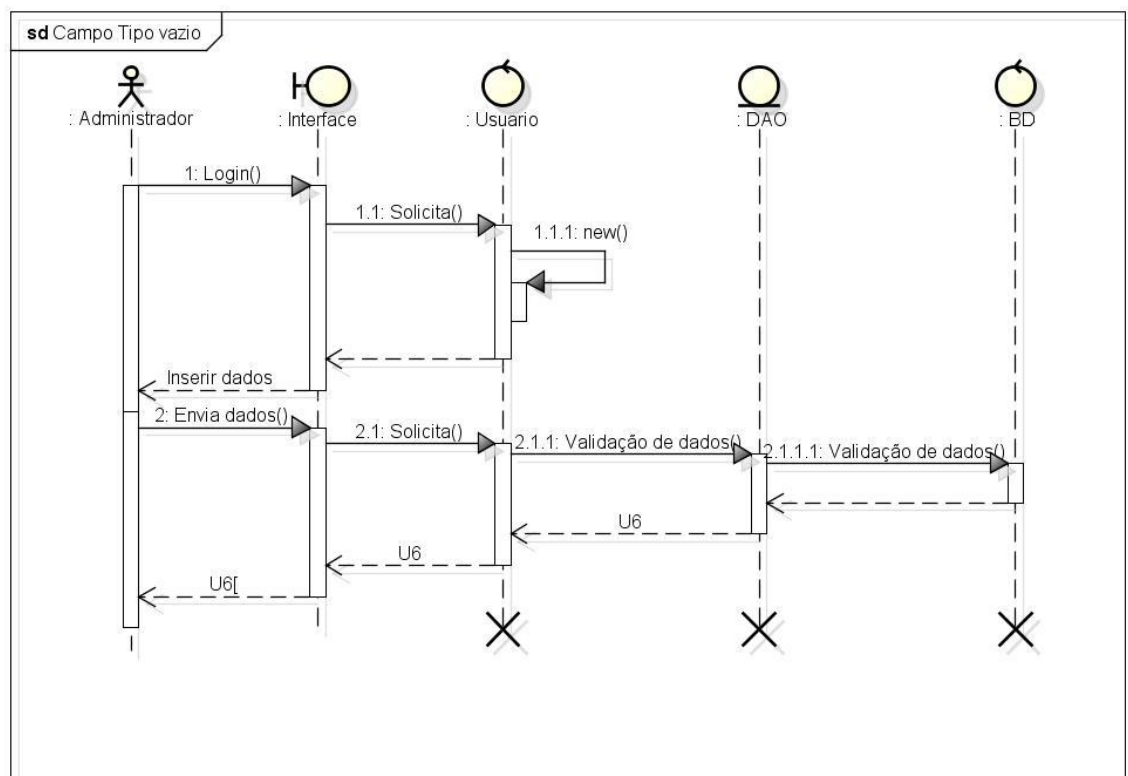 sd Campo Tipo vazio
: Administrador
: Interface
: Usuario
: DAO
: BD
1: Login()
1.1: Solicita()
1.1.1: new()
Inserir dados
2: Envia dados()
2.1: Solicita()
2.1.1: Validação de dados()
2.1.1.1: Validação de dados()
U6
U6
U6[